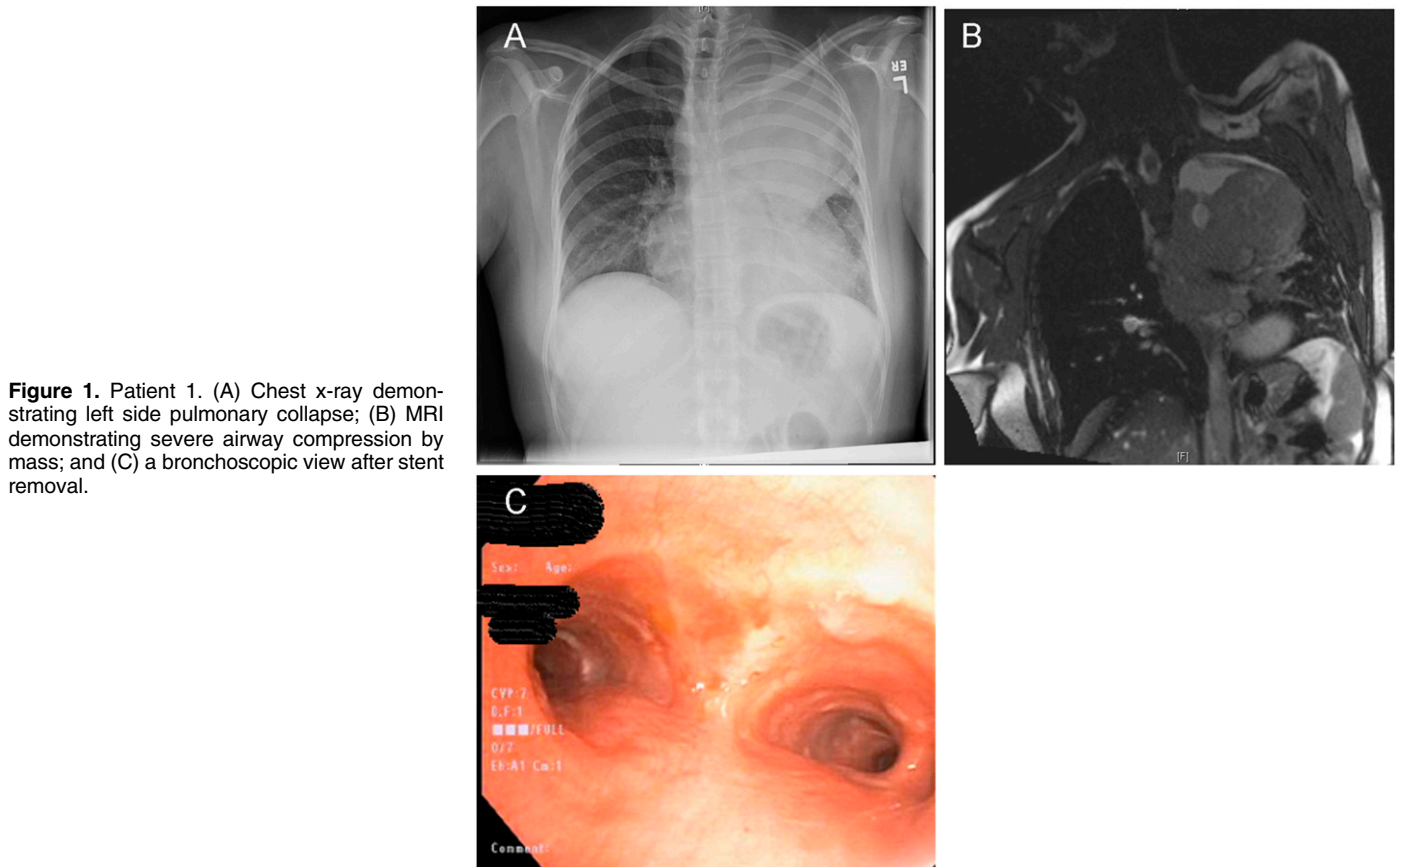 A
B
L
ER
[F]
Figure 1. Patient 1. (A) Chest x-ray demon-
strating left side pulmonary collapse; (B) MRI
demonstrating severe airway compression by
mass; and (C) a bronchoscopic view after stent
removal.
C
Sex: Age:
CVP:7
D.F:1
/FULL
0/7
Eh:A1 Cm:1
Comment: